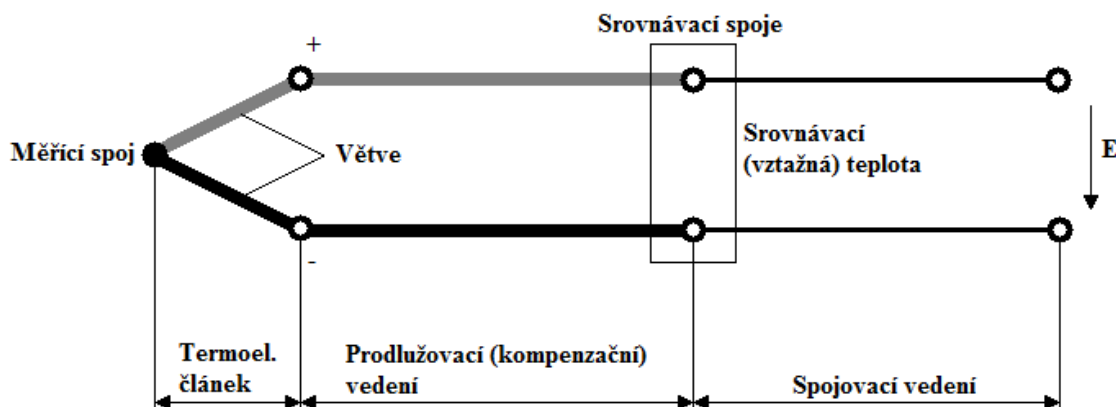 Srovnávací spoje
+
Měřící spoj
Větve
Srovnávací
(vztažná) teplota
E
-
Termoel.
článek
Prodlužovací (kompenzační)
vedení
Spojovací vedení